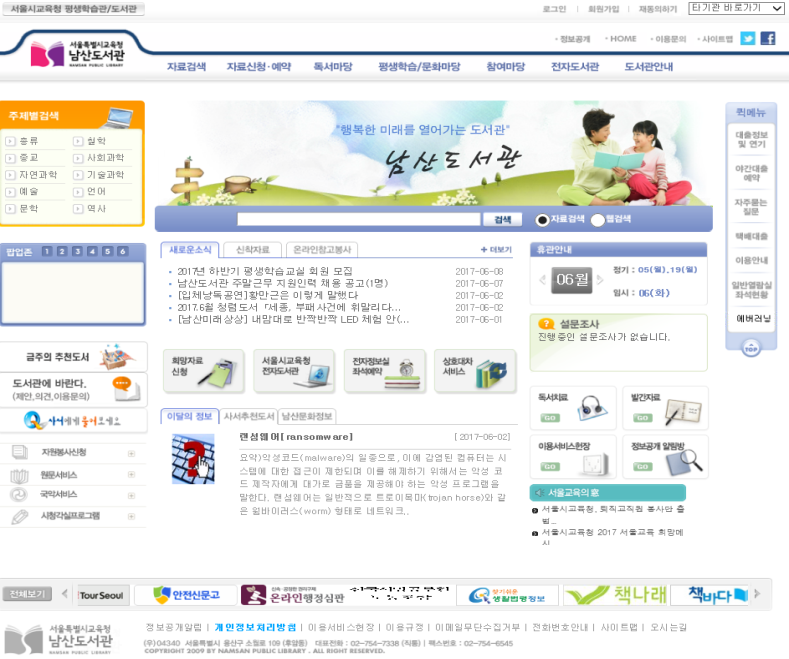 서울시교육청 평생학습관/도서관
로그인 | 회원가입 | 제동의하기 타기관 바로가기
· 정보공개 · HOME · 이용문의 · 사이트맵
서울특별시교육청
남산도서관
NAMSAN PUBLIC LIBRARY
자료검색 자료신청·예약 독서마당 평생학습/문화마당 참여마당 전자도서관 도서관안내
주제별검색
총류 철학
종교 사회과학
자연과학 기술과학
예술 언어
문학 역사
"행복한 미래를 열어가는 도서관"
남산도서관
검색 자료검색 웹검색
퀵메뉴
대출정보
및 연기
야간대출
예약
자주묻는
질문
택배대출
이용안내
일반열람실
좌석현황
에버러닝
TOP
팝업존 1 2 3 4 5 6
새로운소식 신착자료 온라인참고봉사 + 더보기
· 2017년 하반기 평생학습교실 회원 모집 2017-06-08
· 남산도서관 주말근무 지원인력 채용 공고(1명) 2017-06-07
· [입체낭독공연]황만근은 이렇게 말했다 2017-06-02
· 2017.6월 청렴도서『세종, 부패사건에 휘말리다... 2017-06-02
· [남산미래상상] 내맘대로 반짝반짝 LED 체험 안(... 2017-06-01
휴관안내
06월
정기 : 05(월),19(월)
임시 : 06(화)
설문조사
진행중인 설문조사가 없습니다.
금주의 추천도서
도서관에 바란다.
(제안,의견,이용문의)
사서에게 물어보세요
자원봉사신청
원문서비스
국악서비스
시청각실프로그램
희망자료
신청
서울시교육청
전자도서관
전자정보실
좌석예약
상호대차
서비스
이달의 정보 사서추천도서 남산문화정보
랜섬웨어[ransomware] [2017-06-02]
요약)악성코드(malware)의 일종으로,이에 감염된 컴퓨터는 시
스템에 대한 접근이 제한되며 이를 해제하기 위해서는 악성 코
드 제작자에게 대가로 금품을 제공해야 하는 악성 프로그램을
말한다. 랜섬웨어는 일반적으로 트로이목마(trojan horse)와 같
은 웜바이러스(worm) 형태로 네트워크..
독서치료
GO
발간자료
GO
이용서비스헌장
GO
정보공개 알림방
GO
서울교육의 窓
서울시교육청, 퇴직교직원 봉사단 출
범...
서울시교육청 2017 서울교육 희망메
시
전체보기 Tour Seoul 안전신문고 신속·공정한 권리구제 온라인행정심판 찾기쉬운 생활법령정보 책나래 책바다
정보공개알림 | 개인정보처리방침 | 이용서비스헌장 | 이용규정 | 이메일무단수집거부 | 전화번호안내 | 사이트맵 | 오시는길
서울특별시교육청
남산도서관
NAMSAN PUBLIC LIBRARY
(우)04340 서울특별시 용산구 소월로 109 (후암동) 대표전화 : 02-754-7338 (직통) | 팩스번호 : 02-754-6545
COPYRIGHT 2009 BY NAMSAN PUBLIC LIBRARY . ALL RIGHT RESERVED.